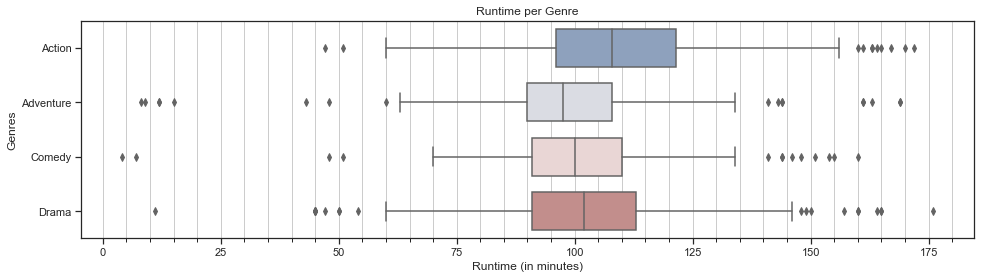 Runtime per Genre
Genres
Action
Adventure
Comedy
Drama
0 25 50 75 100 125 150 175
Runtime (in minutes)